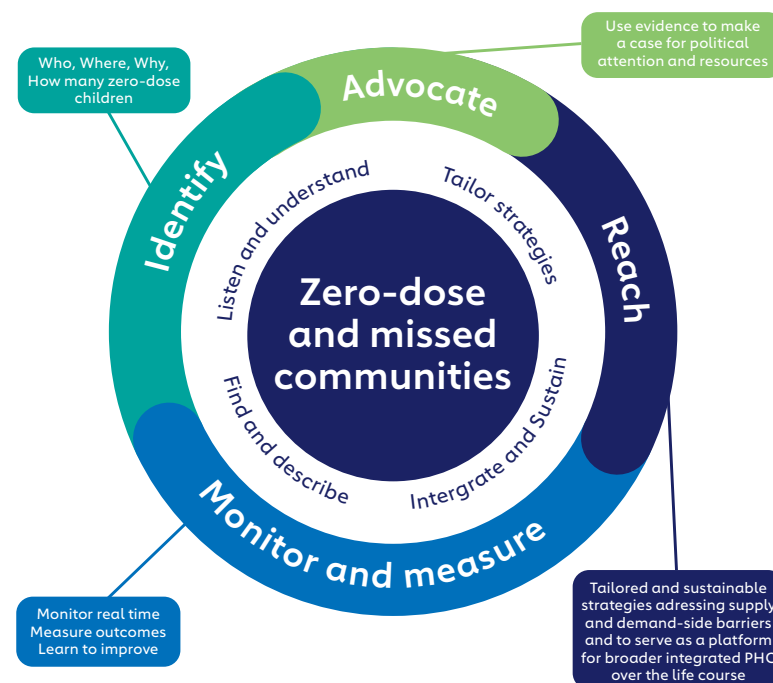 Use evidence to make
a case for political
attention and resources
Who, Where, Why,
How many zero-dose
children
Advocate
Identify
Reach
Listen and understand
Tailor strategies
Zero-dose
and missed
communities
Find and describe
Intergrate and Sustain
Monitor and measure
Monitor real time
Measure outcomes
Learn to improve
Tailored and sustainable
strategies adressing supply
and demand-side barriers
and to serve as a platform
for broader integrated PHC
over the life course